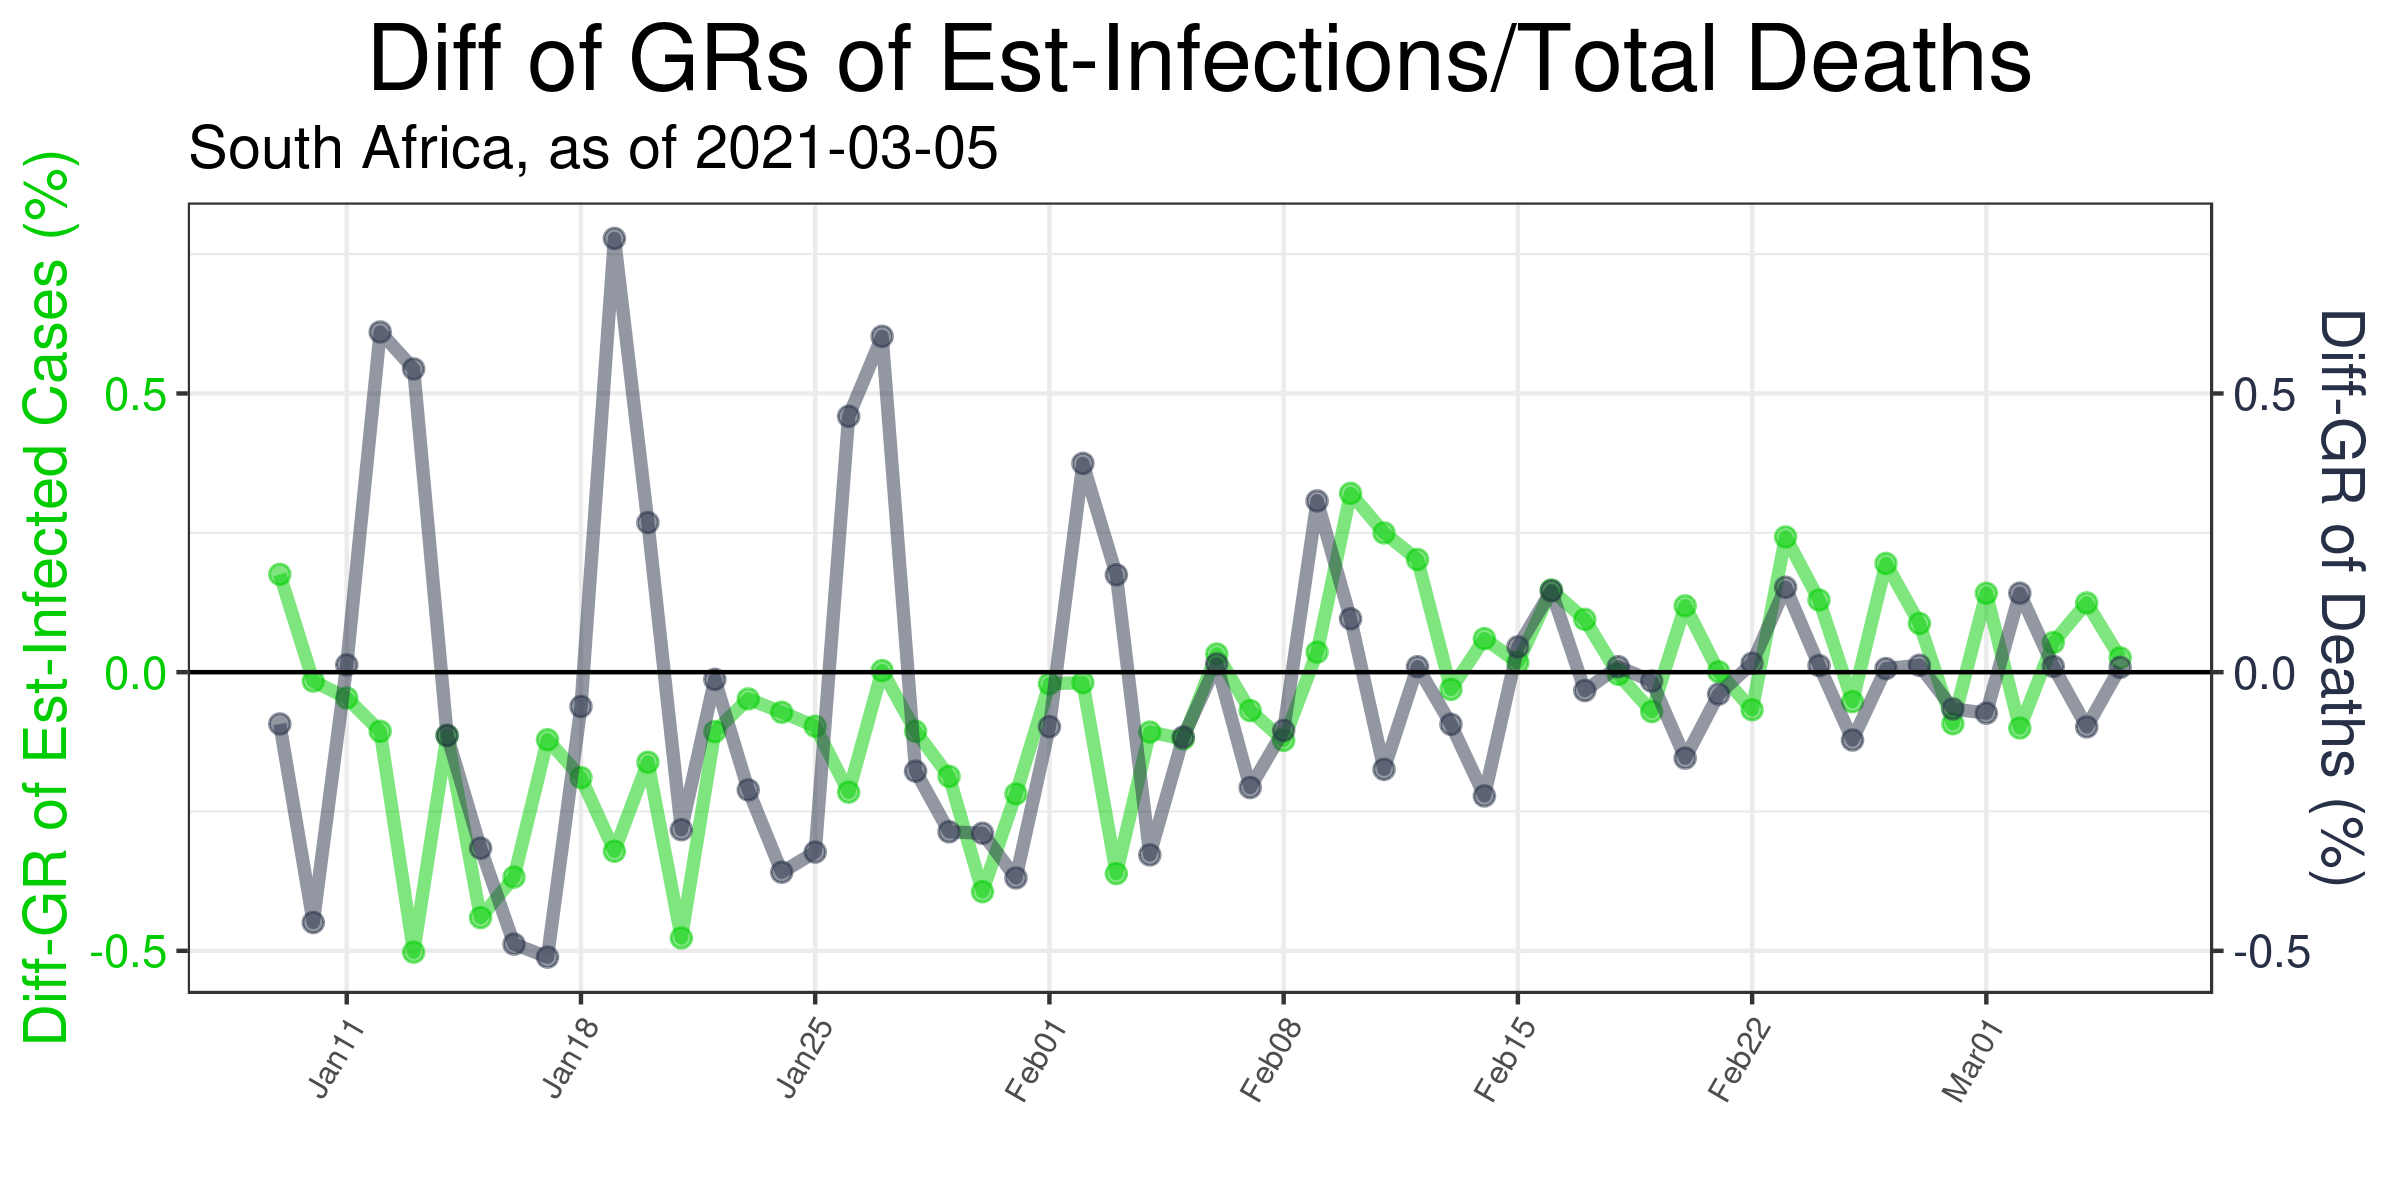 Diff of GRs of Est-Infections/Total Deaths
South Africa, as of 2021-03-05
Diff-GR of Est-Infected Cases (%)
0.5
0.0
-0.5
0.5
0.0
-0.5
Diff-GR of Deaths (%)
Jan11
Jan18
Jan25
Feb01
Feb08
Feb15
Feb22
Mar01